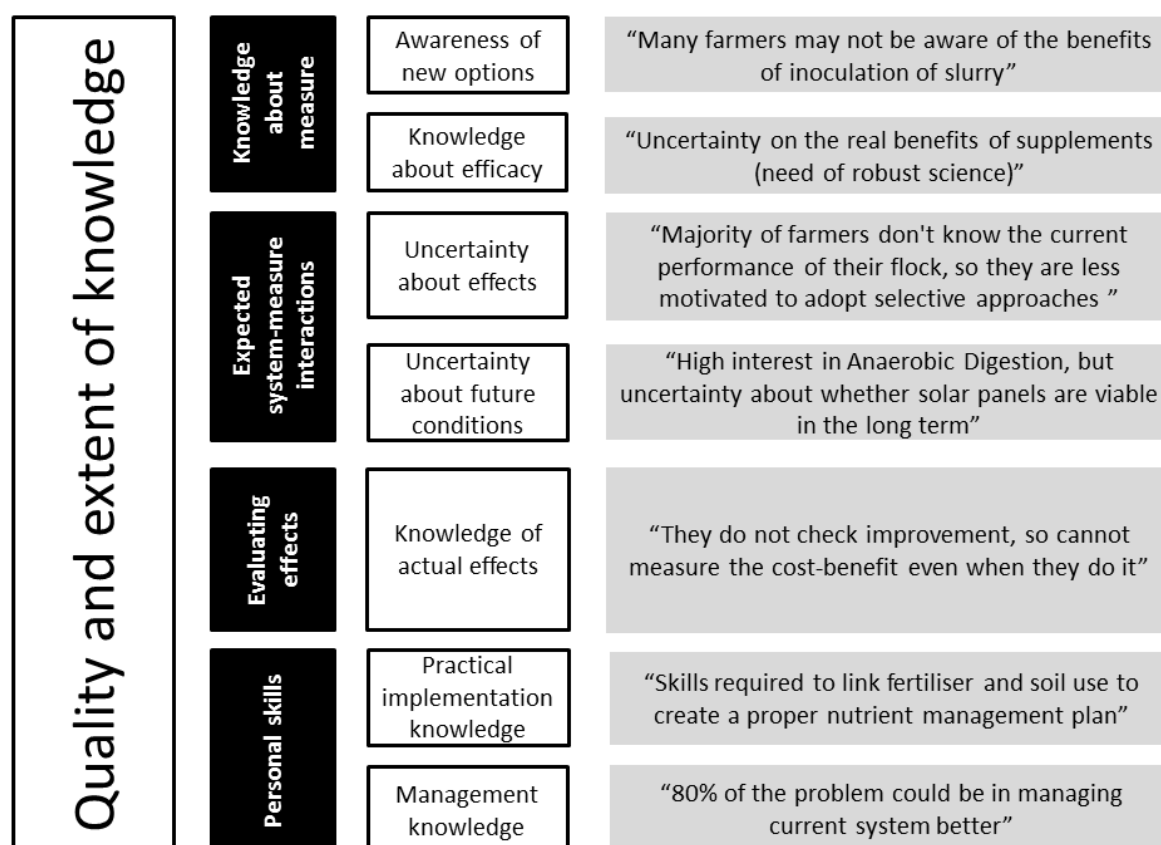 Quality and extent of knowledge
Knowledge
about
measure
Awareness of
new options
“Many farmers may not be aware of the benefits
of inoculation of slurry”
Knowledge
about efficacy
“Uncertainty on the real benefits of supplements
(need of robust science)”
Expected
system-measure
interactions
Uncertainty
about effects
“Majority of farmers don't know the current
performance of their flock, so they are less
motivated to adopt selective approaches ”
Uncertainty
about future
conditions
“High interest in Anaerobic Digestion, but
uncertainty about whether solar panels are viable
in the long term”
Evaluating
effects
Knowledge of
actual effects
“They do not check improvement, so cannot
measure the cost-benefit even when they do it”
Personal skills
Practical
implementation
knowledge
“Skills required to link fertiliser and soil use to
create a proper nutrient management plan”
Management
knowledge
“80% of the problem could be in managing
current system better”